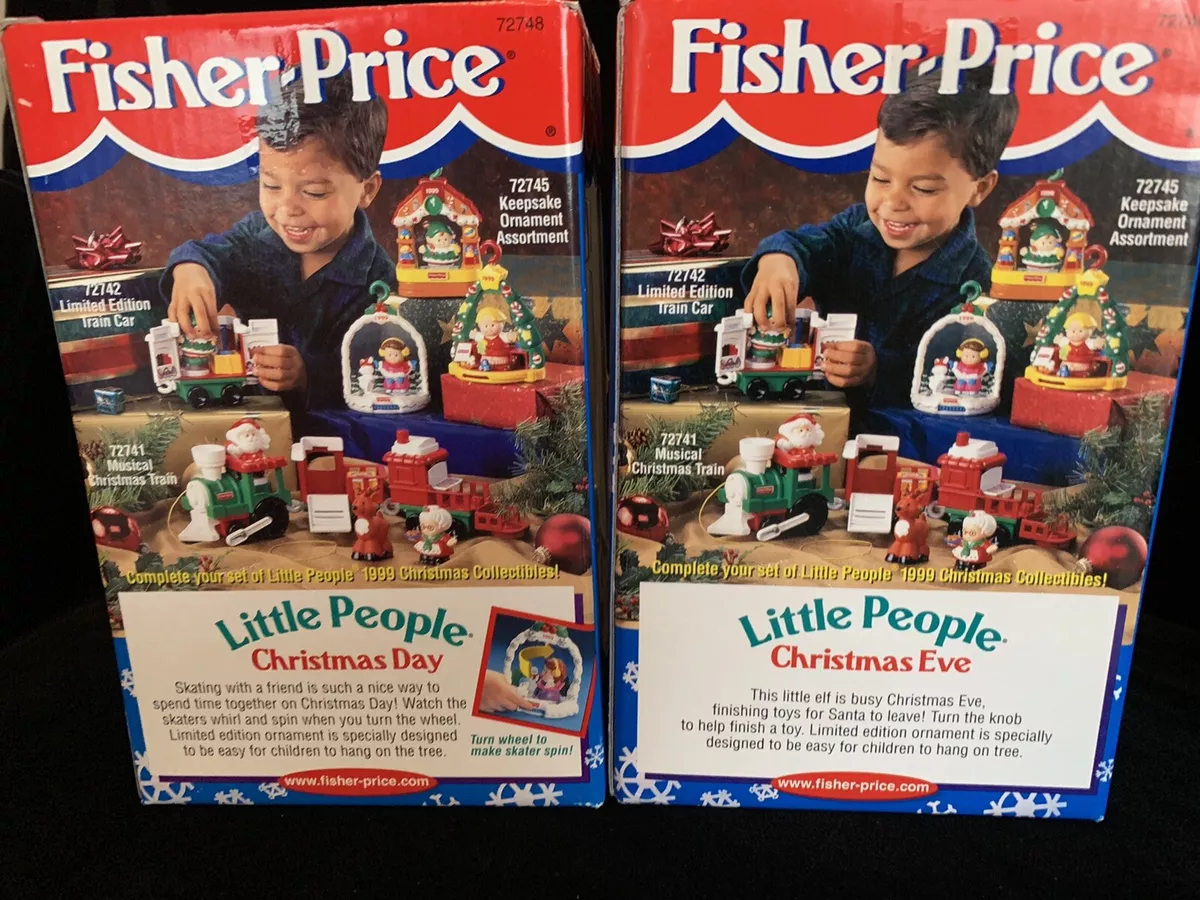 72748
Fisher-Price®
®
72745
Keepsake
Ornament
Assortment
72742
Limited Edition
Train Car
1999
1999
1999
72741
Musical
Christmas Train
Complete your set of Little People 1999 Christmas Collectibles!
Little People
Christmas Day
Skating with a friend is such a nice way to
spend time together on Christmas Day! Watch the
skaters whirl and spin when you turn the wheel.
Limited edition ornament is specially designed
to be easy for children to hang on the tree.
Turn wheel to
make skater spin!
www.fisher-price.com
Fisher-Price
72745
Keepsake
Ornament
Assortment
72742
Limited Edition
Train Car
1999
1999
1999
72741
Musical
Christmas Train
Complete your set of Little People 1999 Christmas Collectibles!
Little People
Christmas Eve
This little elf is busy Christmas Eve,
finishing toys for Santa to leave! Turn the knob
to help finish a toy. Limited edition ornament is specially
designed to be easy for children to hang on tree.
www.fisher-price.com